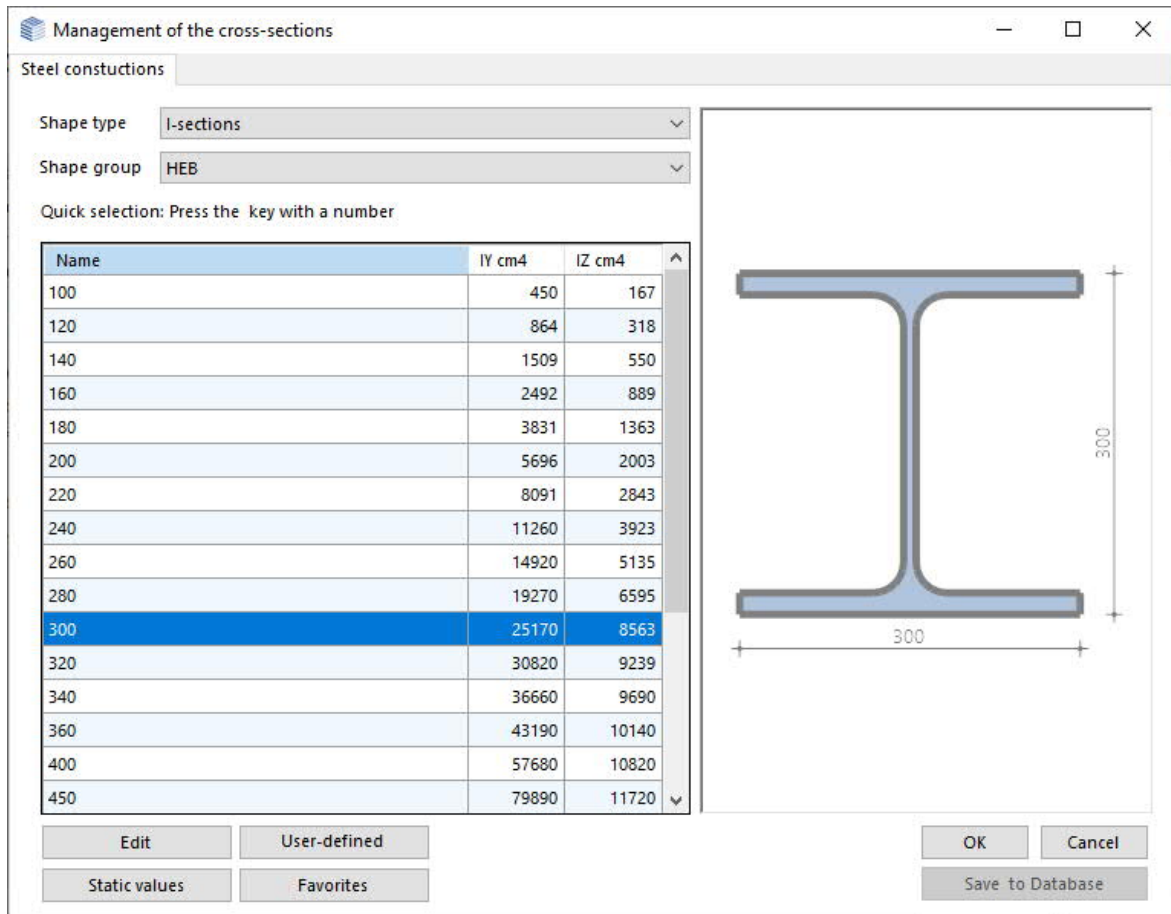 Management of the cross-sections
Steel constuctions
Shape type I-sections
Shape group HEB
Quick selection: Press the key with a number
Name IY cm4 IZ cm4
100 450 167
120 864 318
140 1509 550
160 2492 889
180 3831 1363
200 5696 2003
220 8091 2843
240 11260 3923
260 14920 5135
280 19270 6595
300 25170 8563
320 30820 9239
340 36660 9690
360 43190 10140
400 57680 10820
450 79890 11720
300
300
Edit User-defined
Static values Favorites
OK Cancel
Save to Database